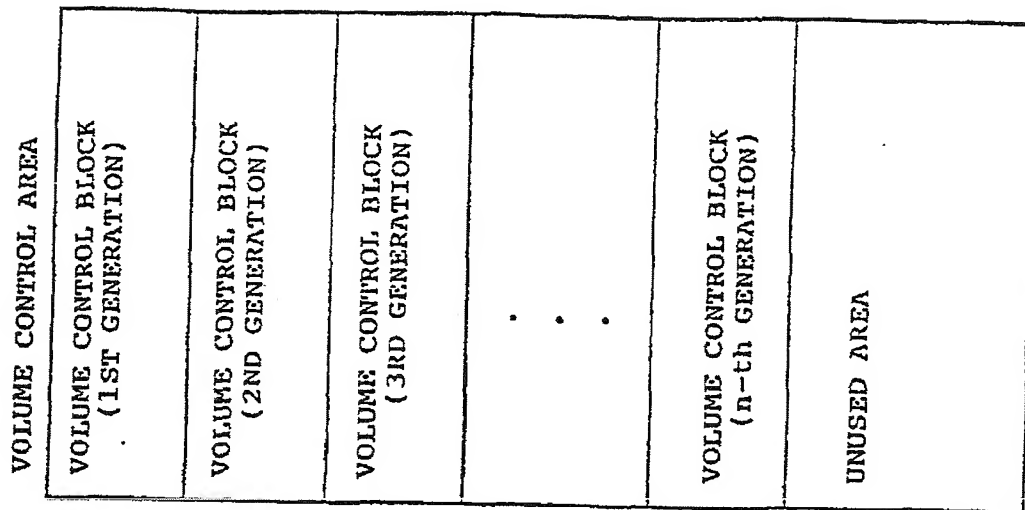 VOLUME CONTROL AREA
VOLUME CONTROL BLOCK
(1ST GENERATION)
VOLUME CONTROL BLOCK
(2ND GENERATION)
VOLUME CONTROL BLOCK
(3RD GENERATION)
. . .
VOLUME CONTROL BLOCK
(n-th GENERATION)
UNUSED AREA